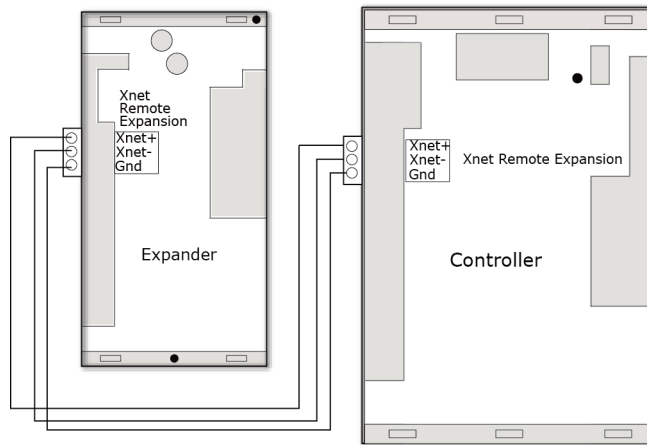 Xnet
Remote
Expansion
Xnet+
Xnet-
Gnd
Expander
Xnet+
Xnet-
Gnd
Xnet Remote Expansion
Controller